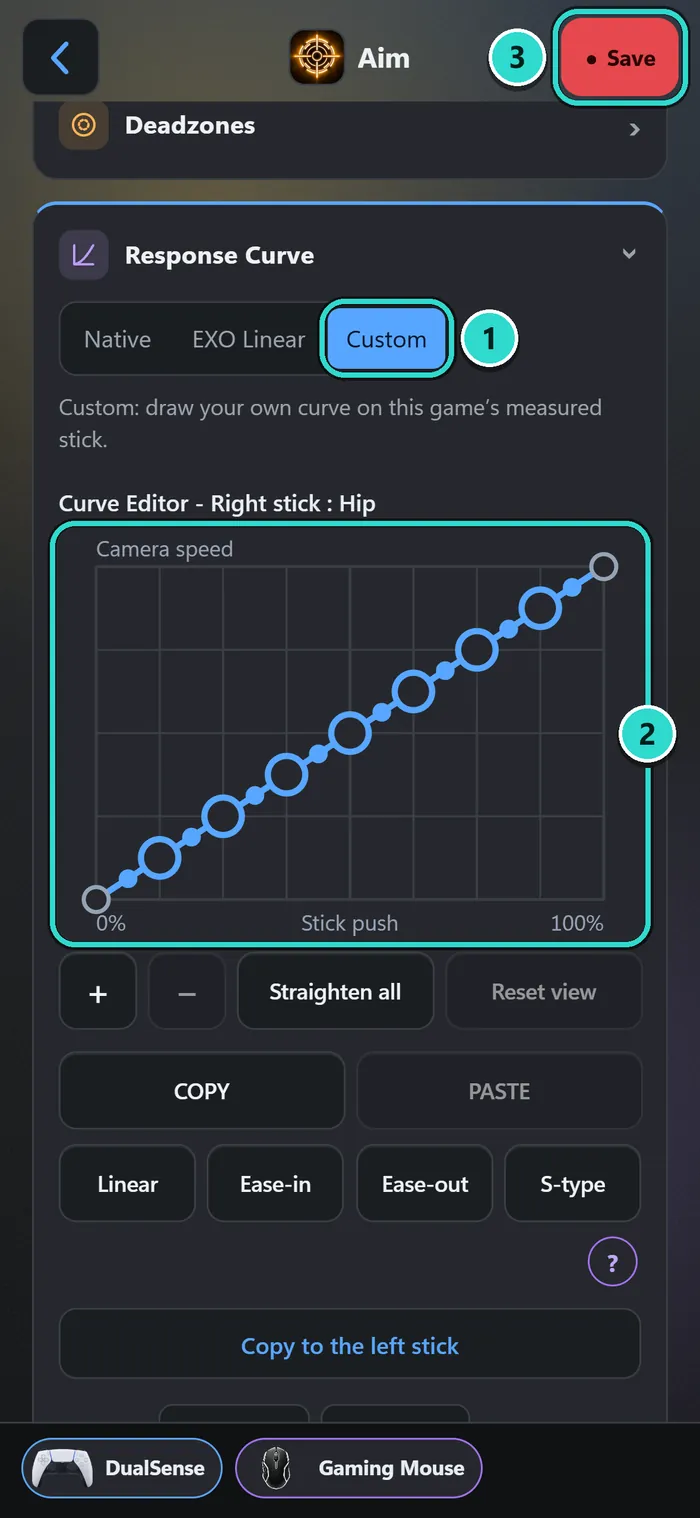 Aim
3
• Save
Deadzones
Response Curve
Native
EXO Linear
Custom
1
Custom: draw your own curve on this game’s measured
stick.
Curve Editor - Right stick : Hip
Camera speed
2
0%
Stick push
100%
+
−
Straighten all
Reset view
COPY
PASTE
Linear
Ease-in
Ease-out
S-type
?
Copy to the left stick
DualSense
Gaming Mouse